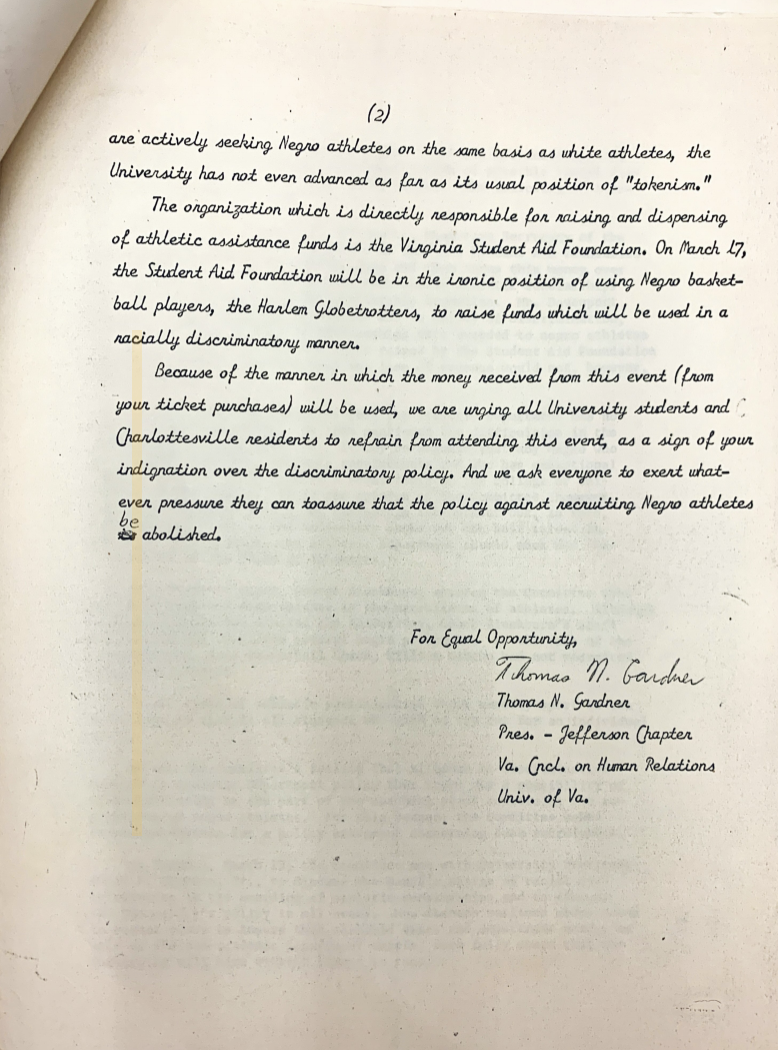 (2)
are actively seeking Negro athletes on the same basis as white athletes, the
University has not even advanced as far as its usual position of "tokenism."
The organization which is directly responsible for raising and dispensing
of athletic assistance funds is the Virginia Student Aid Foundation. On March 17,
the Student Aid Foundation will be in the ironic position of using Negro basket-
ball players, the Harlem Globetrotters, to raise funds which will be used in a
racially discriminatory manner.
Because of the manner in which the money received from this event (from
your ticket purchases) will be used, we are urging all University students and
Charlottesville residents to refrain from attending this event, as a sign of your
indignation over the discriminatory policy. And we ask everyone to exert what-
ever pressure they can toassure that the policy against recruiting Negro athletes
be
abolished.
For Equal Opportunity,
Thomas N. Gardner
Thomas N. Gardner
Pres. - Jefferson Chapter
Va. Cncl. on Human Relations
Univ. of Va.